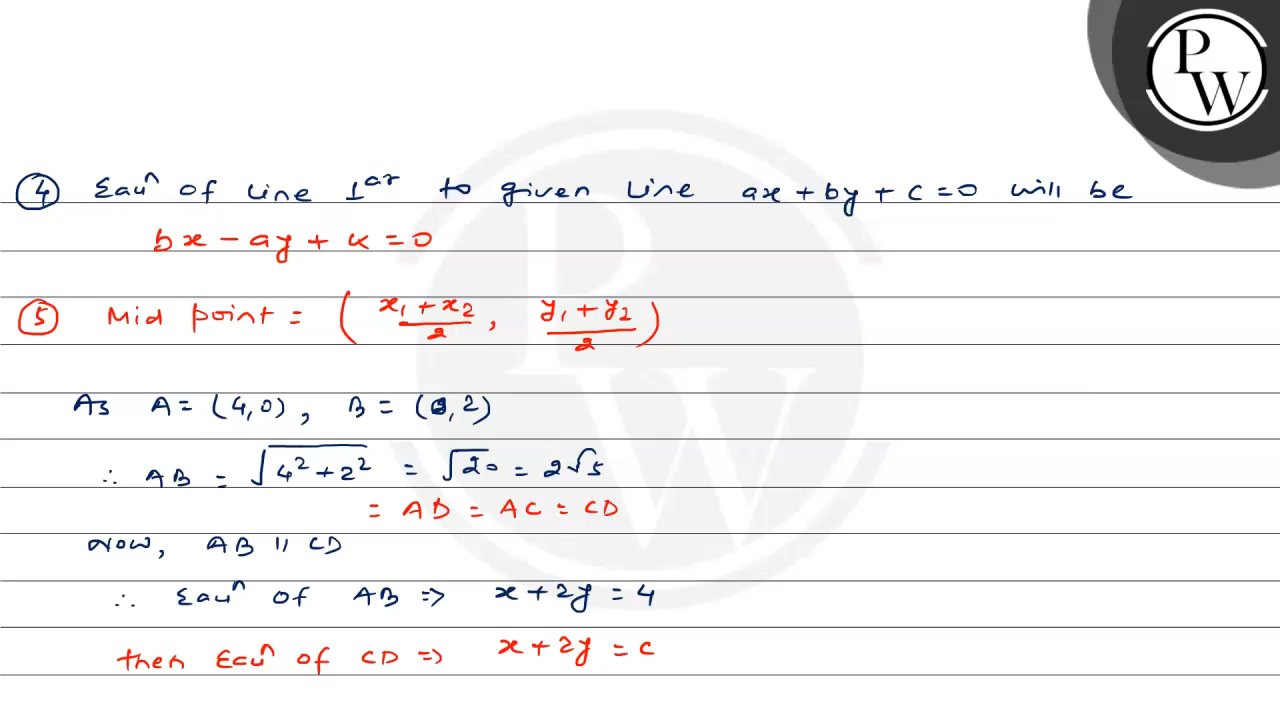 PW
④ Equⁿ of line ⊥ᵃʳ to given line ax + by + c = 0 will be
bx - ay + k = 0
⑤ Mid point = ( (x₁ + x₂)/2 , (y₁ + y₂)/2 )
As A = (4,0), B = (0,2)
∴ AB = √(4² + 2²) = √20 = 2√5
= AD = AC = CD
Now, AB || CD
∴ Equⁿ of AB ⇒ x + 2y = 4
then Equⁿ of CD ⇒ x + 2y = c